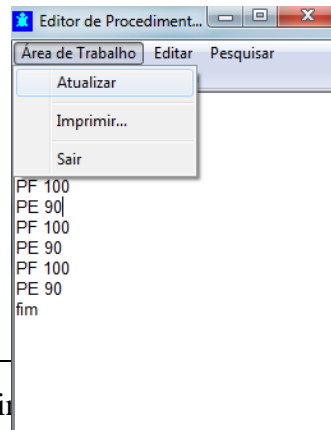 Editor de Procediment...
Área de Trabalho Editar Pesquisar
Atualizar
Imprimir...
Sair
PF 100
PE 90
PF 100
PE 90
PF 100
PE 90
fim